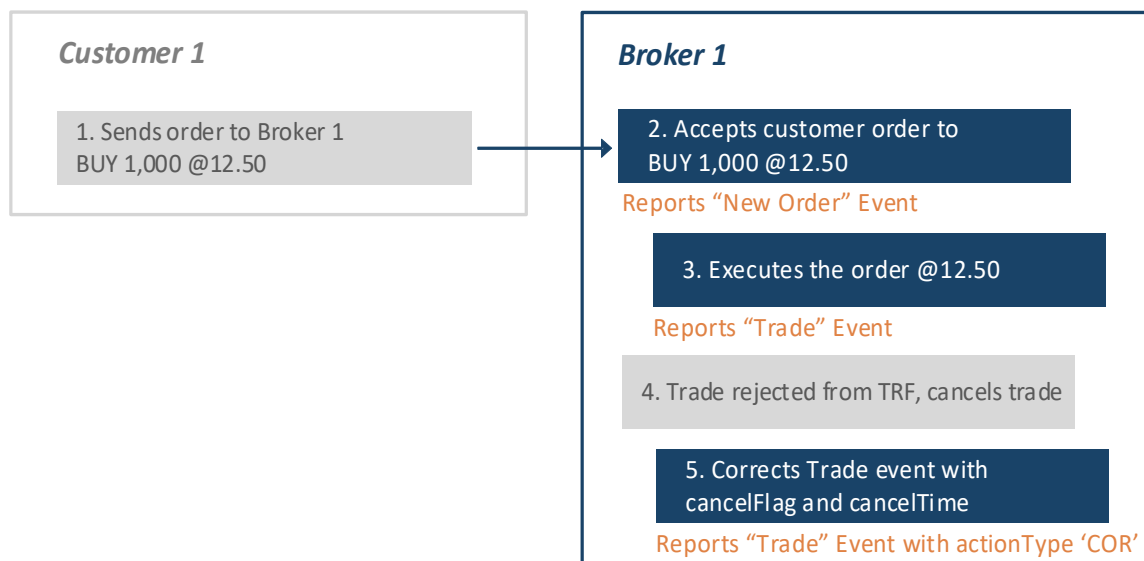 Customer 1
1. Sends order to Broker 1
BUY 1,000 @12.50
Broker 1
2. Accepts customer order to
BUY 1,000 @12.50
Reports “New Order” Event
3. Executes the order @12.50
Reports “Trade” Event
4. Trade rejected from TRF, cancels trade
5. Corrects Trade event with
cancelFlag and cancelTime
Reports “Trade” Event with actionType ‘COR’